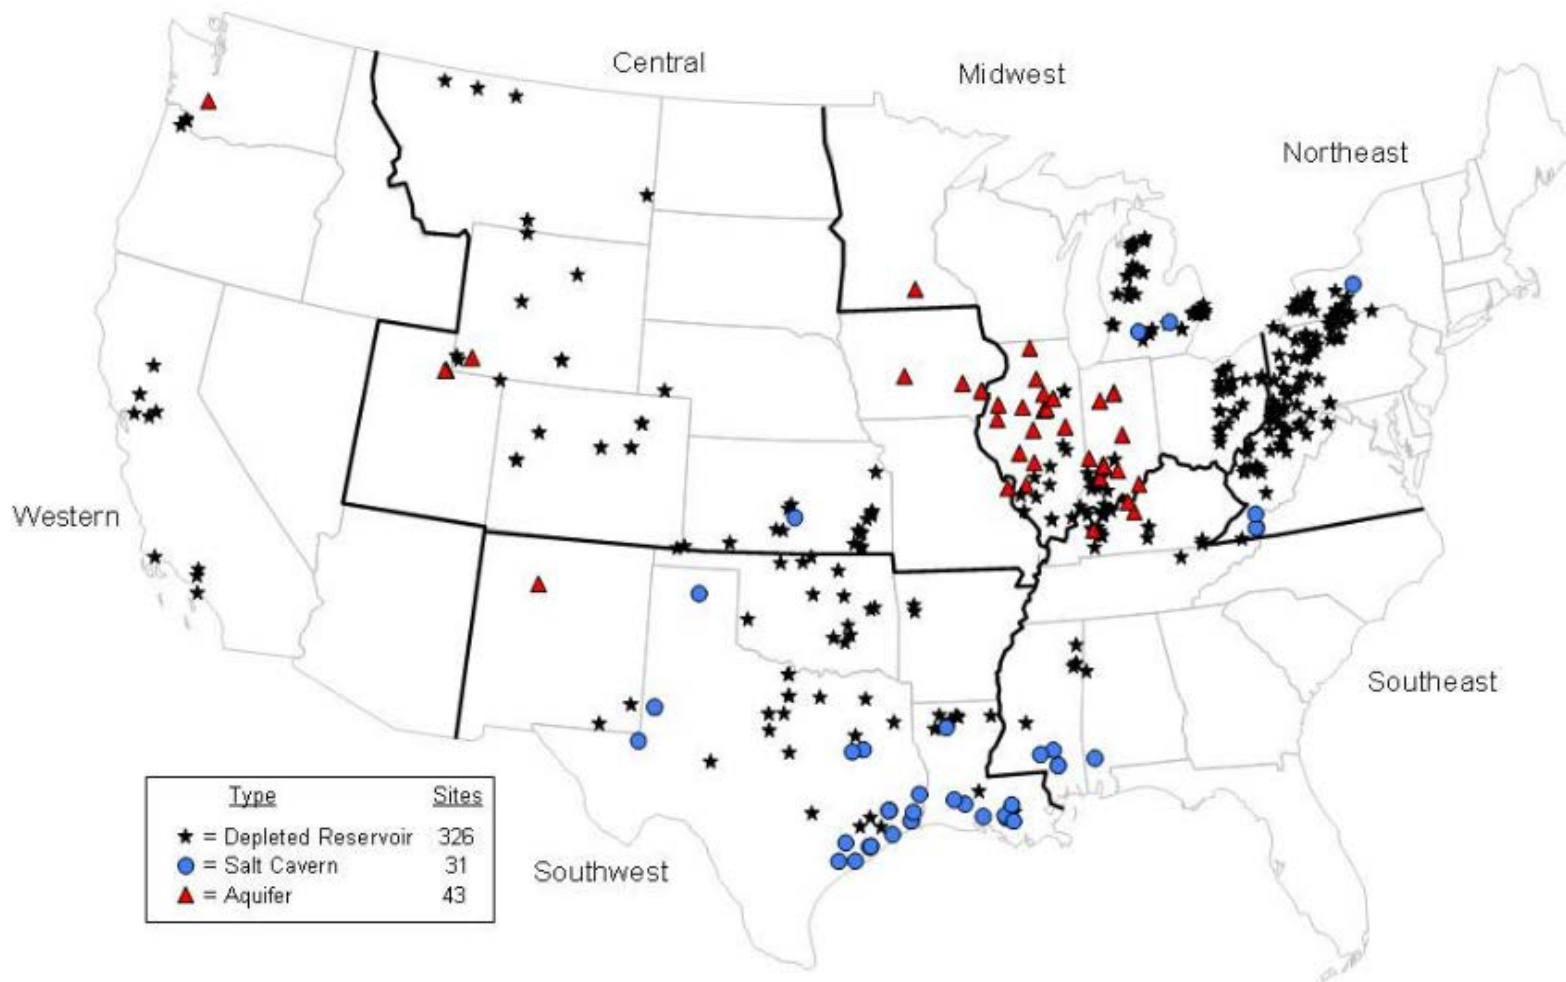 Central
Midwest
Northeast
Western
Southeast
Southwest
Type Sites
= Depleted Reservoir 326
= Salt Cavern 31
= Aquifer 43